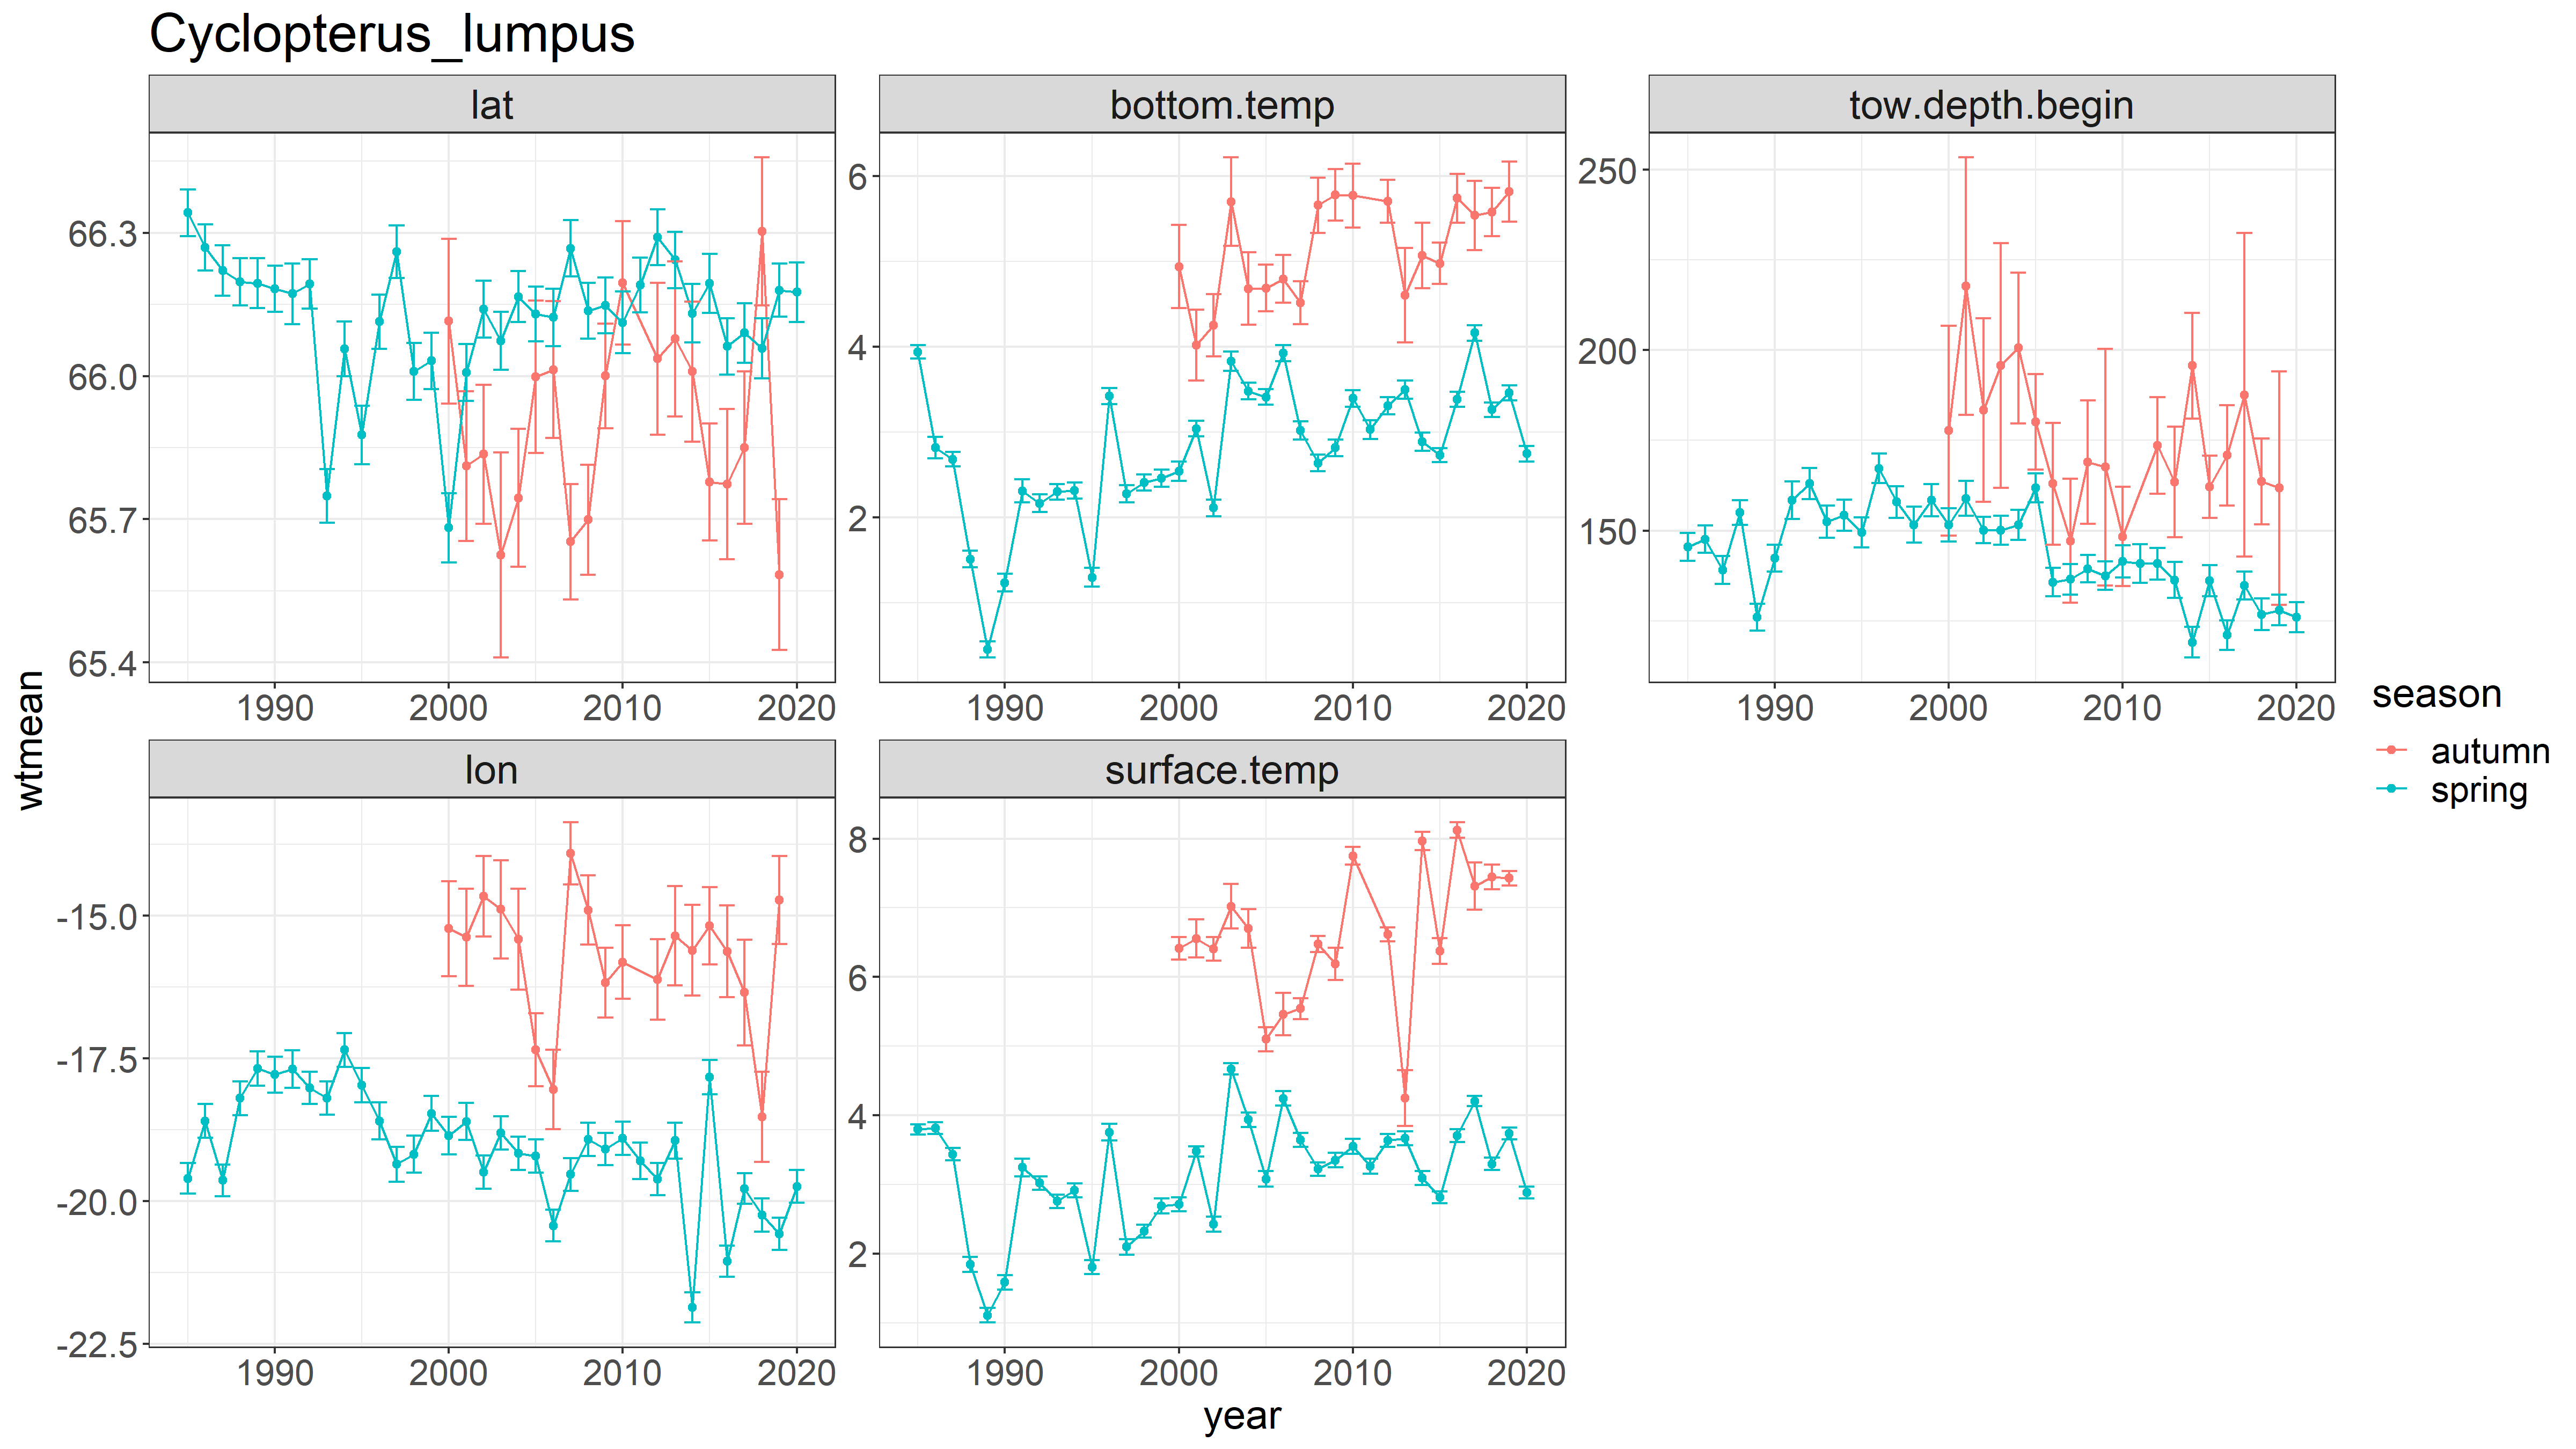 Cyclopterus_lumpus
lat
bottom.temp
tow.depth.begin
66.3
66.0
65.7
65.4
6
4
2
250
200
150
1990 2000 2010 2020
1990 2000 2010 2020
1990 2000 2010 2020
wtmean
lon
surface.temp
-15.0
-17.5
-20.0
-22.5
8
6
4
2
1990 2000 2010 2020
1990 2000 2010 2020
year
season
autumn
spring